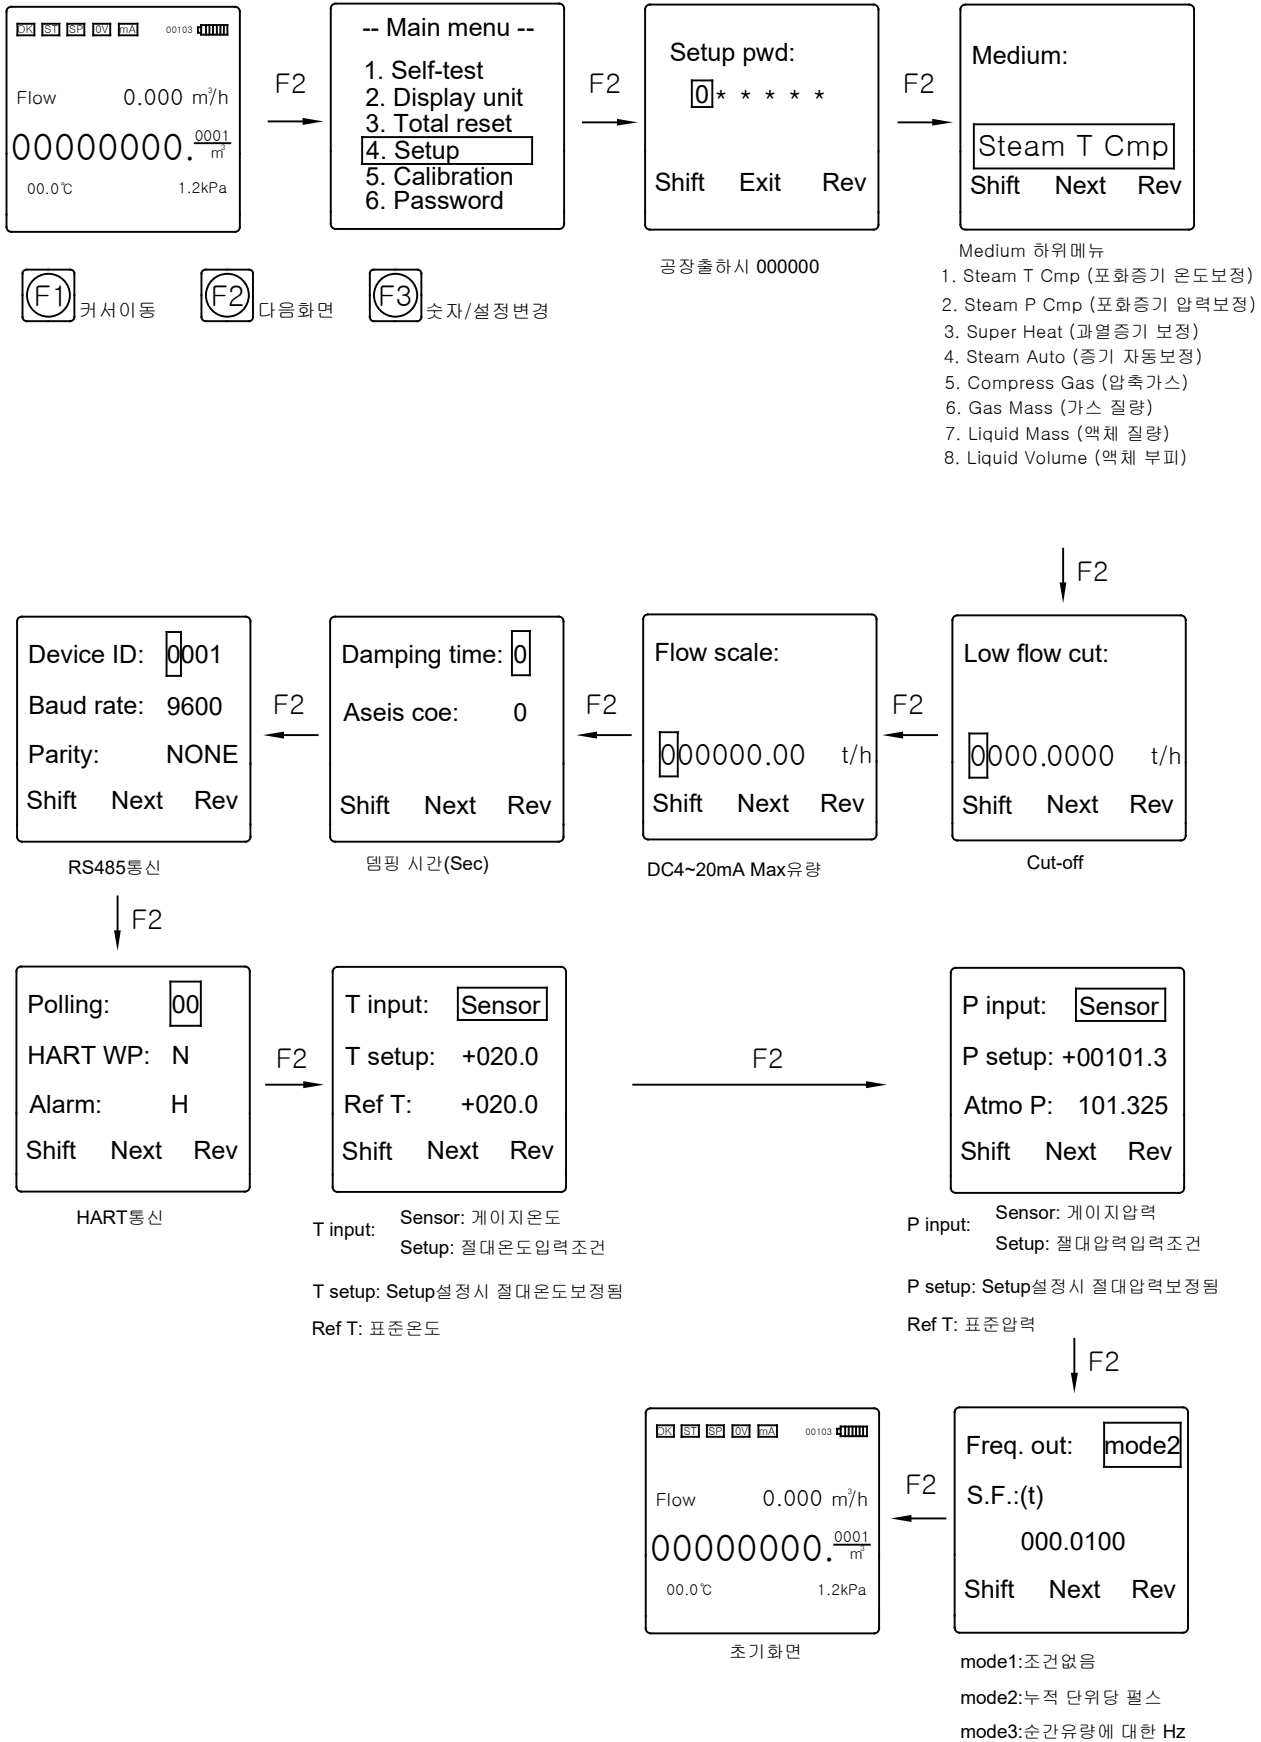 OK ST SP 0V mA 00103
Flow 0.000 m³/h
00000000. 0001 m³
00.0℃ 1.2kPa
F2
-- Main menu --
1. Self-test
2. Display unit
3. Total reset
4. Setup
5. Calibration
6. Password
F2
Setup pwd:
0 * * * * *
Shift Exit Rev
공장출하시 000000
F2
Medium:
Steam T Cmp
Shift Next Rev
F1 커서이동
F2 다음화면
F3 숫자/설정변경
Medium 하위메뉴
1. Steam T Cmp (포화증기 온도보정)
2. Steam P Cmp (포화증기 압력보정)
3. Super Heat (과열증기 보정)
4. Steam Auto (증기 자동보정)
5. Compress Gas (압축가스)
6. Gas Mass (가스 질량)
7. Liquid Mass (액체 질량)
8. Liquid Volume (액체 부피)
F2
Low flow cut:
0000.0000 t/h
Shift Next Rev
Cut-off
F2
Flow scale:
000000.00 t/h
Shift Next Rev
DC4~20mA Max유량
F2
Damping time: 0
Aseis coe: 0
Shift Next Rev
뎀핑 시간(Sec)
F2
Device ID: 0001
Baud rate: 9600
Parity: NONE
Shift Next Rev
RS485통신
F2
Polling: 00
HART WP: N
Alarm: H
Shift Next Rev
HART통신
F2
T input: Sensor
T setup: +020.0
Ref T: +020.0
Shift Next Rev
T input: Sensor: 게이지온도
Setup: 절대온도입력조건
T setup: Setup설정시 절대온도보정됨
Ref T: 표준온도
F2
P input: Sensor
P setup: +00101.3
Atmo P: 101.325
Shift Next Rev
P input: Sensor: 게이지압력
Setup: 잴대압력입력조건
P setup: Setup설정시 절대압력보정됨
Ref T: 표준압력
F2
Freq. out: mode2
S.F.:(t)
000.0100
Shift Next Rev
mode1:조건없음
mode2:누적 단위당 펄스
mode3:순간유량에 대한 Hz
F2
OK ST SP 0V mA 00103
Flow 0.000 m³/h
00000000. 0001 m³
00.0℃ 1.2kPa
초기화면